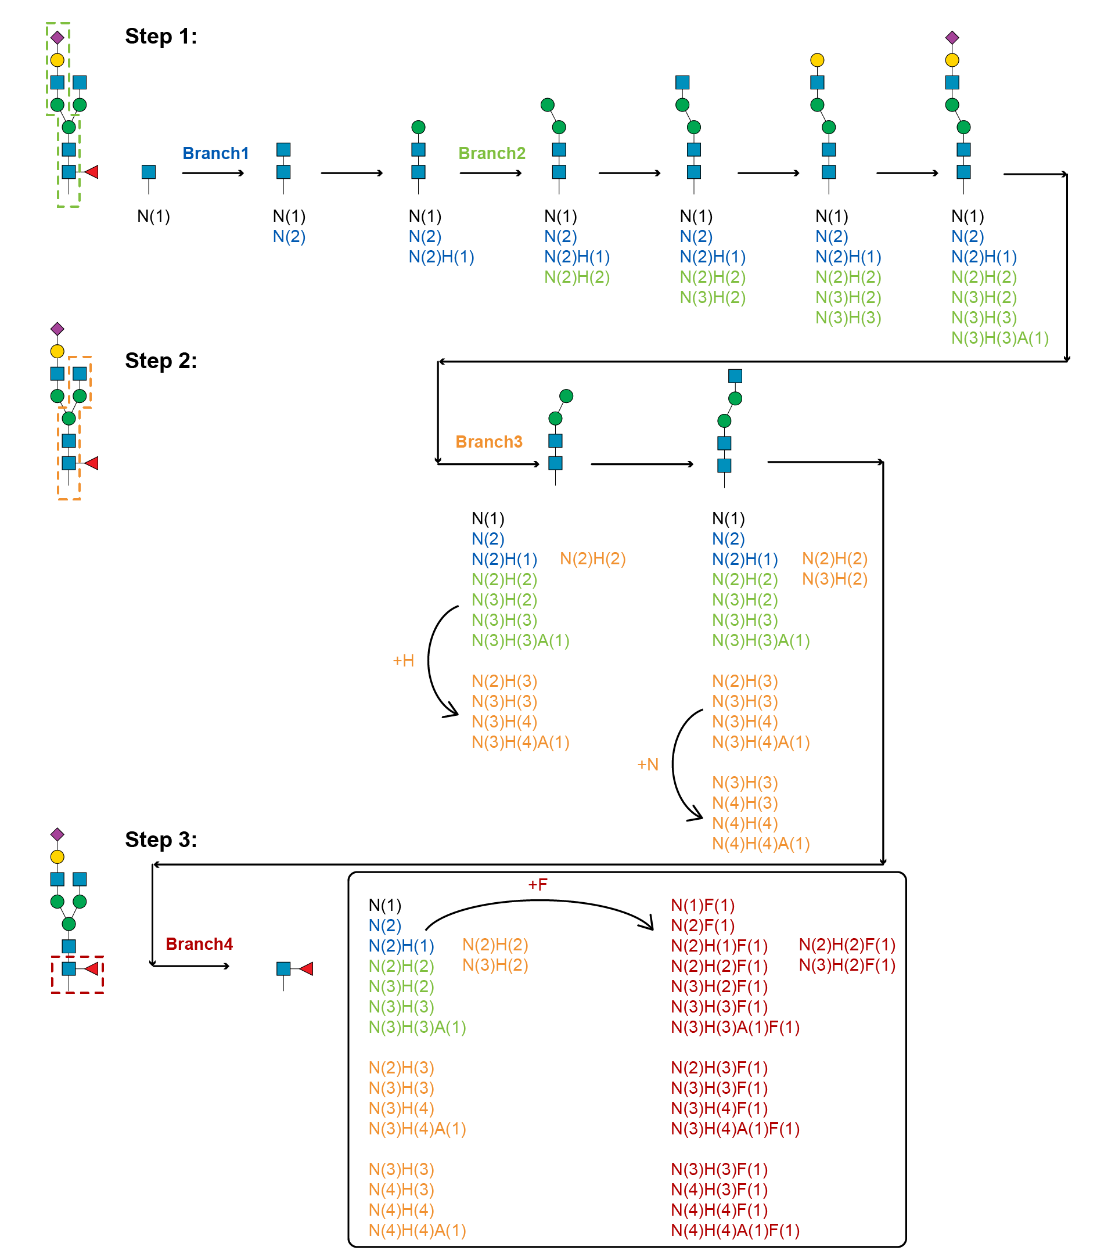 Step 1:
Branch1
Branch2
N(1)
N(1)
N(2)
N(1)
N(2)
N(2)H(1)
N(1)
N(2)
N(2)H(1)
N(2)H(2)
N(1)
N(2)
N(2)H(1)
N(2)H(2)
N(3)H(2)
N(1)
N(2)
N(2)H(1)
N(2)H(2)
N(3)H(2)
N(3)H(3)
N(1)
N(2)
N(2)H(1)
N(2)H(2)
N(3)H(2)
N(3)H(3)
N(3)H(3)A(1)
Step 2:
Branch3
N(1)
N(2)
N(2)H(1) N(2)H(2)
N(2)H(2)
N(3)H(2)
N(3)H(3)
N(3)H(3)A(1)
+H
N(2)H(3)
N(3)H(3)
N(3)H(4)
N(3)H(4)A(1)
N(1)
N(2)
N(2)H(1) N(2)H(2)
N(2)H(2) N(3)H(2)
N(3)H(2)
N(3)H(3)
N(3)H(3)A(1)
N(2)H(3)
N(3)H(3)
N(3)H(4)
N(3)H(4)A(1)
+N
N(3)H(3)
N(4)H(3)
N(4)H(4)
N(4)H(4)A(1)
Step 3:
Branch4
+F
N(1)
N(2)
N(2)H(1) N(2)H(2)
N(2)H(2) N(3)H(2)
N(3)H(2)
N(3)H(3)
N(3)H(3)A(1)
N(2)H(3)
N(3)H(3)
N(3)H(4)
N(3)H(4)A(1)
N(3)H(3)
N(4)H(3)
N(4)H(4)
N(4)H(4)A(1)
N(1)F(1)
N(2)F(1)
N(2)H(1)F(1) N(2)H(2)F(1)
N(2)H(2)F(1) N(3)H(2)F(1)
N(3)H(2)F(1)
N(3)H(3)F(1)
N(3)H(3)A(1)F(1)
N(2)H(3)F(1)
N(3)H(3)F(1)
N(3)H(4)F(1)
N(3)H(4)A(1)F(1)
N(3)H(3)F(1)
N(4)H(3)F(1)
N(4)H(4)F(1)
N(4)H(4)A(1)F(1)